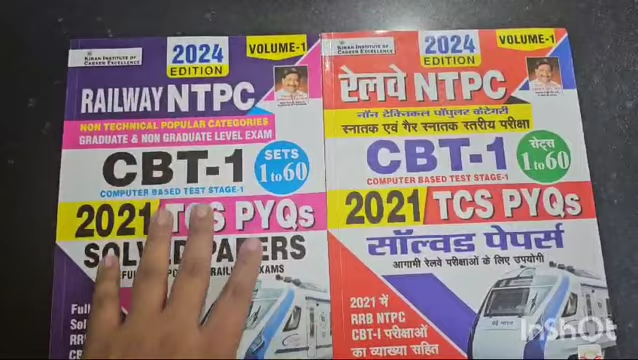 KIRAN INSTITUTE OF
CAREER EXCELLENCE
2024
EDITION
VOLUME-1
RAILWAY NTPC
NON TECHNICAL POPULAR CATEGORIES
GRADUATE & NON GRADUATE LEVEL EXAM
CBT-1
SETS
1 to 60
COMPUTER BASED TEST STAGE-1
2021 TCS PYQs
KIRAN INSTITUTE OF
CAREER EXCELLENCE
2024
EDITION
VOLUME-1
रेलवे NTPC
नॉन टेक्निकल पॉपुलर कैटेगरी
स्नातक एवं गैर स्नातक स्तरीय परीक्षा
CBT-1
सेट्स
1 to 60
COMPUTER BASED TEST STAGE-1
2021 TCS PYQs
सॉल्वड पेपर्स
आगामी रेलवे परीक्षाओं के लिए उपयोगी
2021 में
RRB NTPC
CBT-I परीक्षाओं
का व्याख्या सहित
InShOt